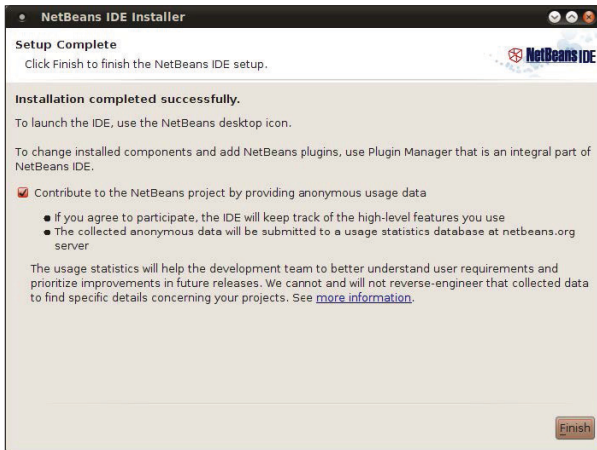 NetBeans IDE Installer
Setup Complete
Click Finish to finish the NetBeans IDE setup.
NetBeans IDE
Installation completed successfully.
To launch the IDE, use the NetBeans desktop icon.
To change installed components and add NetBeans plugins, use Plugin Manager that is an integral part of
NetBeans IDE.
Contribute to the NetBeans project by providing anonymous usage data
● If you agree to participate, the IDE will keep track of the high-level features you use
● The collected anonymous data will be submitted to a usage statistics database at netbeans.org
server
The usage statistics will help the development team to better understand user requirements and
prioritize improvements in future releases. We cannot and will not reverse-engineer that collected data
to find specific details concerning your projects. See more information.
Finish